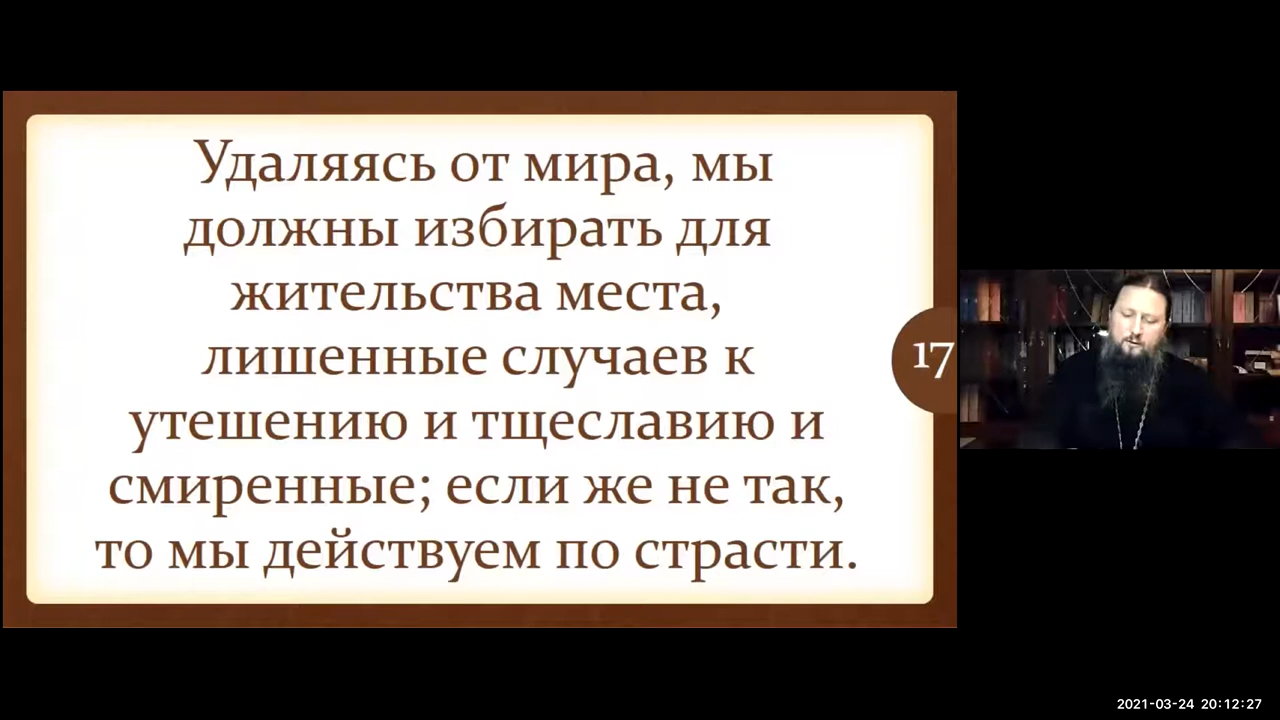 Удаляясь от мира, мы
должны избирать для
жительства места,
лишенные случаев к
утешению и тщеславию и
смиренные; если же не так,
то мы действуем по страсти.
17
2021-03-24 20:12:27